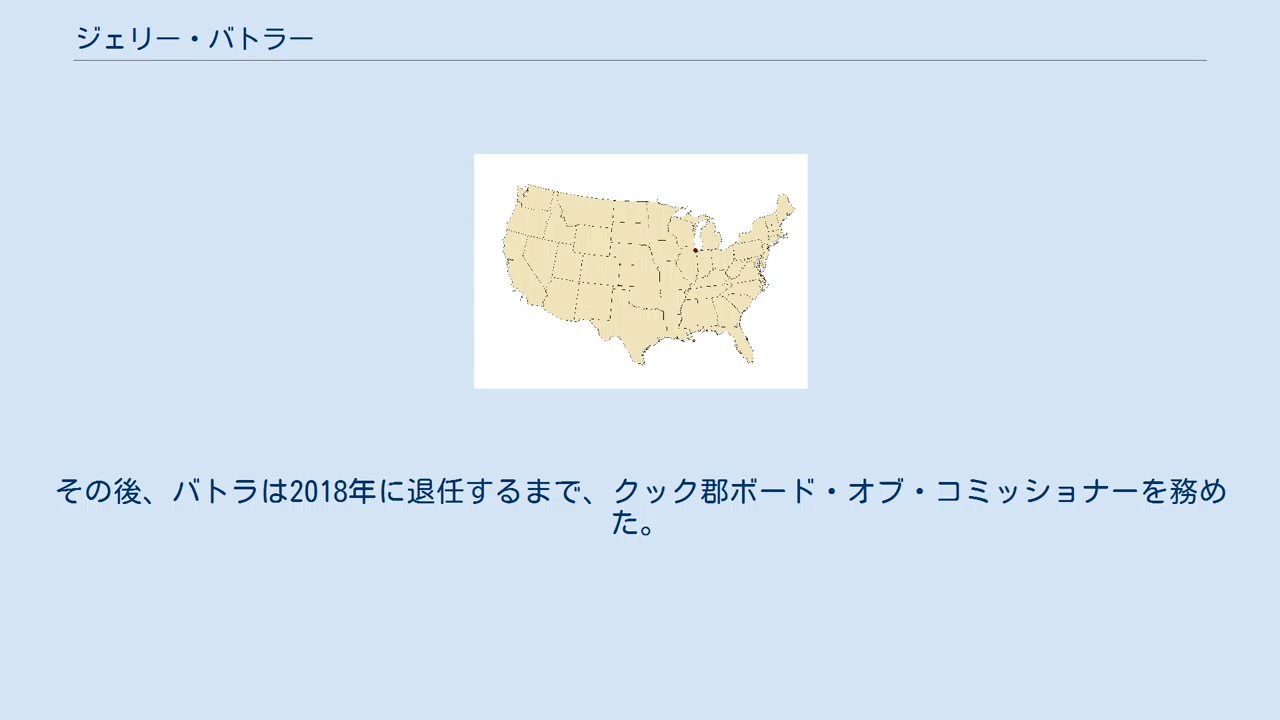 ジェリー・バトラー
その後、バトラは2018年に退任するまで、クック郡ボード・オブ・コミッショナーを務め
た。